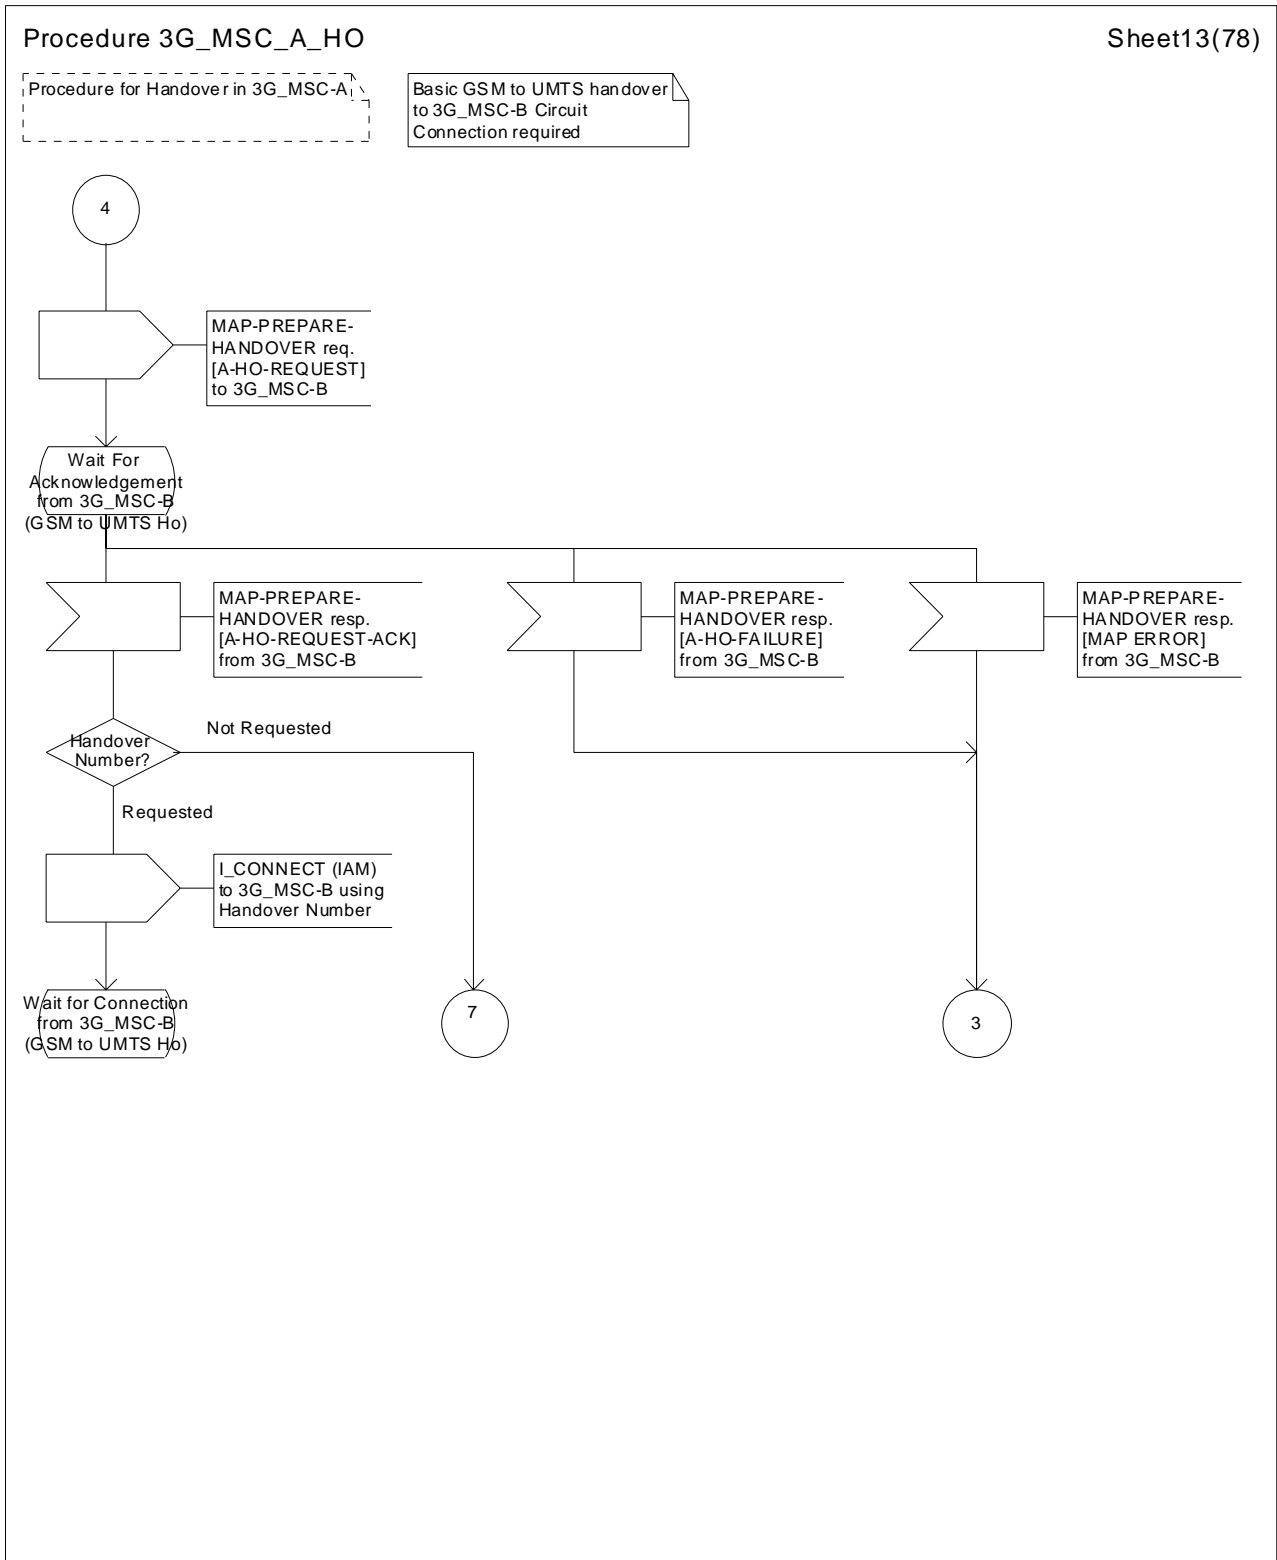 Procedure 3G_MSC_A_HO
Sheet13(78)
Procedure for Handover in 3G_MSC-A
Basic GSM to UMTS handover
to 3G_MSC-B Circuit
Connection required
4
MAP-PREPARE-
HANDOVER req.
[A-HO-REQUEST]
to 3G_MSC-B
Wait For
Acknowledgement
from 3G_MSC-B
(GSM to UMTS Ho)
MAP-PREPARE-
HANDOVER resp.
[A-HO-REQUEST-ACK]
from 3G_MSC-B
MAP-PREPARE-
HANDOVER resp.
[A-HO-FAILURE]
from 3G_MSC-B
MAP-PREPARE-
HANDOVER resp.
[MAP ERROR]
from 3G_MSC-B
Handover
Number?
Not Requested
Requested
I_CONNECT (IAM)
to 3G_MSC-B using
Handover Number
Wait for Connection
from 3G_MSC-B
(GSM to UMTS Ho)
7
3